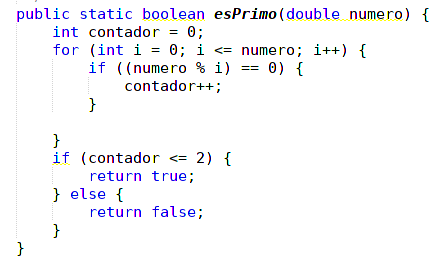 public static boolean esPrimo(double numero) {
int contador = 0;
for (int i = 0; i <= numero; i++) {
if ((numero % i) == 0) {
contador++;
}
}
if (contador <= 2) {
return true;
} else {
return false;
}
}